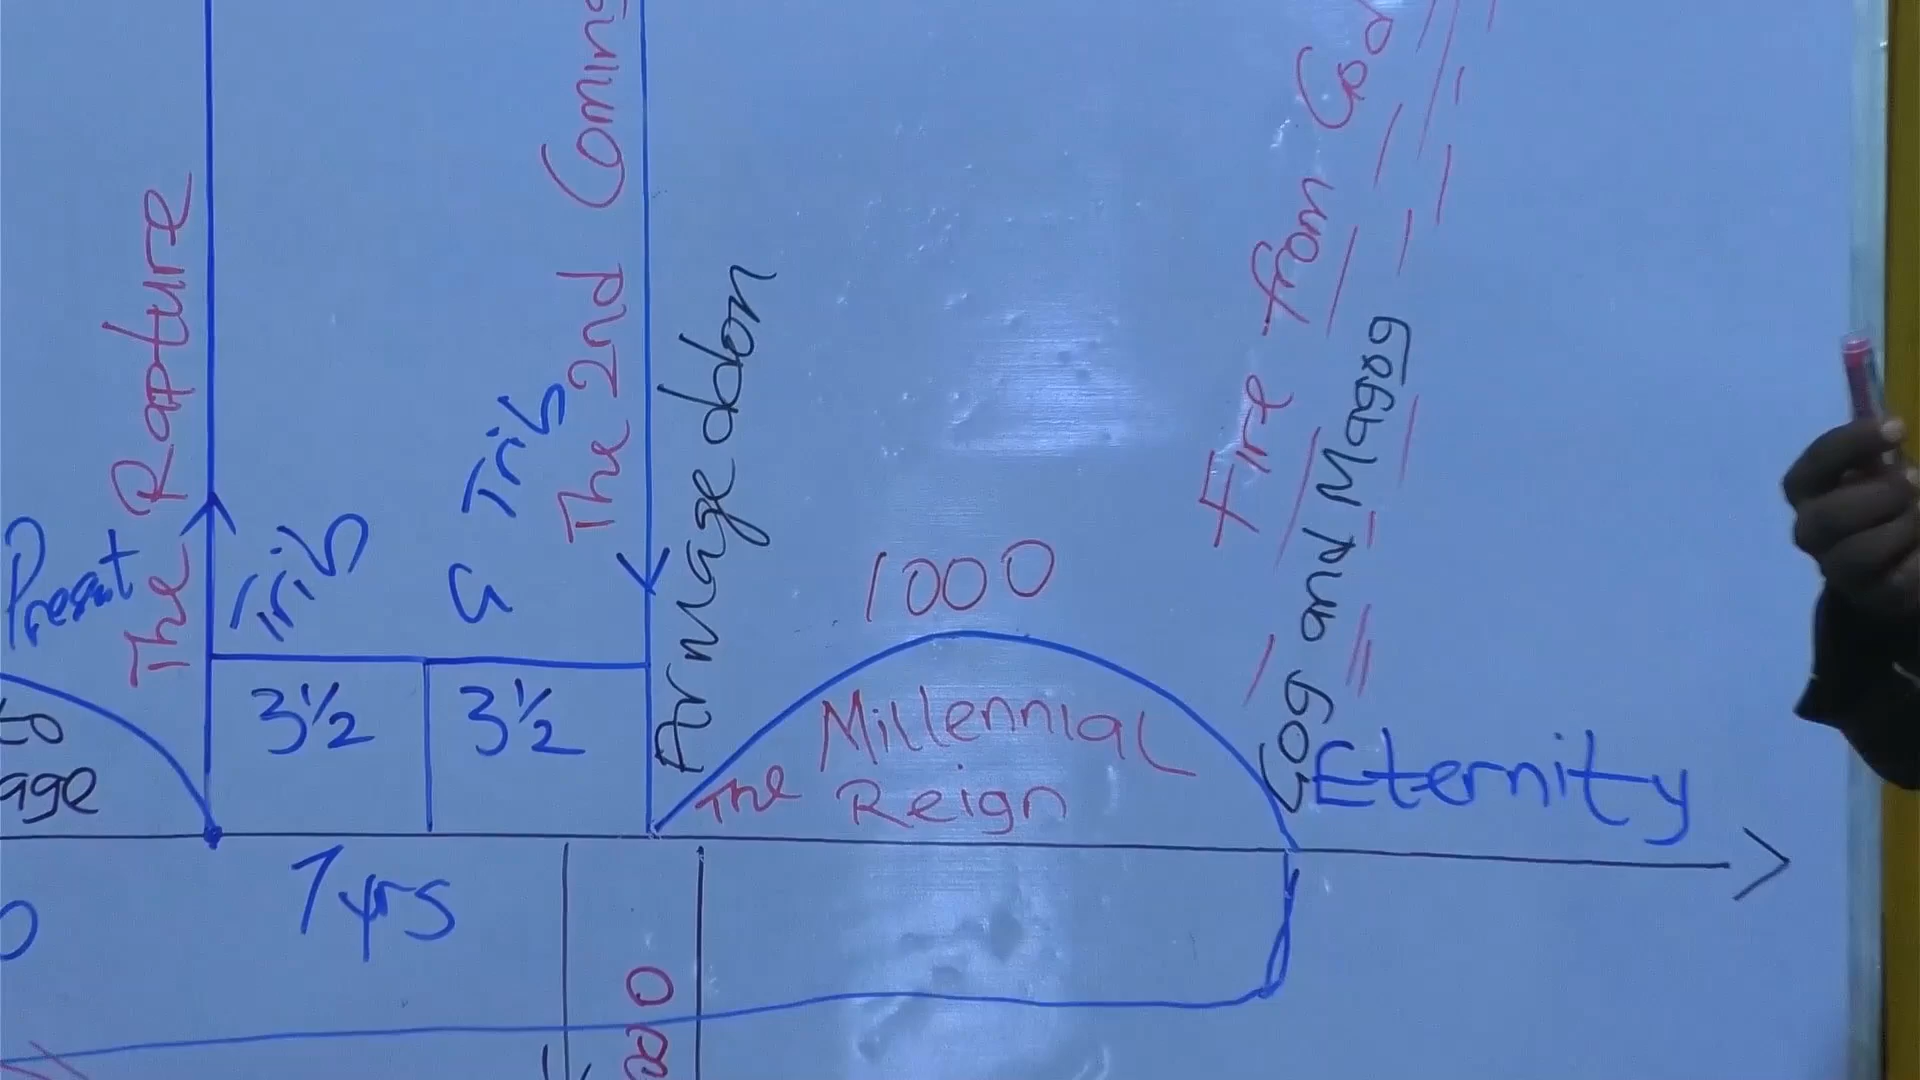 Present
to
age
The Rapture
Trib
G Trib
The 2nd Coming
Armageddon
3½
3½
7yrs
1000
The Millennial
Reign
Fire from God
Gog and Magog
Eternity